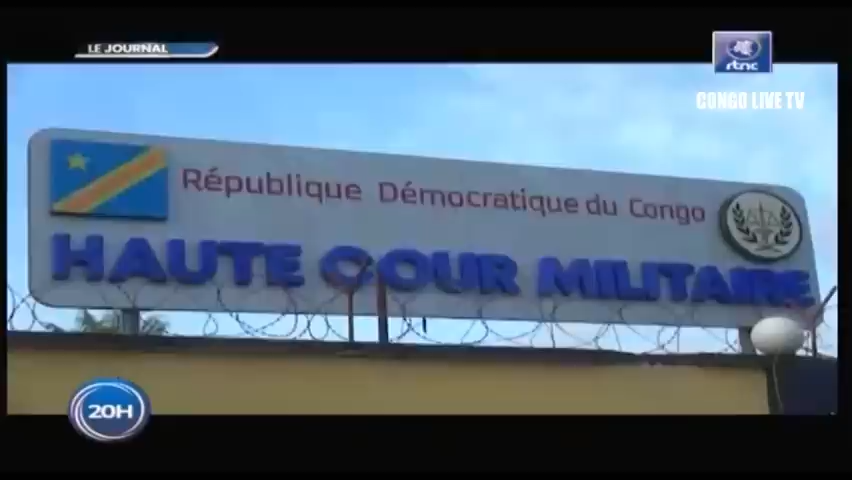 LE JOURNAL
rtnc
CONGO LIVE TV
République Démocratique du Congo
HAUTE COUR MILITAIRE
20H